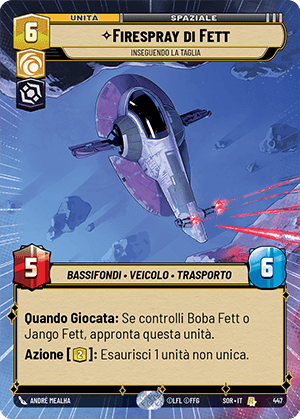 UNITÀ SPAZIALE
6
✧FIRESPRAY DI FETT
INSEGUENDO LA TAGLIA
5
BASSIFONDI • VEICOLO • TRASPORTO
6
Quando Giocata: Se controlli Boba Fett o
Jango Fett, appronta questa unità.
Azione [2]: Esaurisci 1 unità non unica.
ANDRÉ MEALHA
©LFL ©FFG
SOR • IT
447